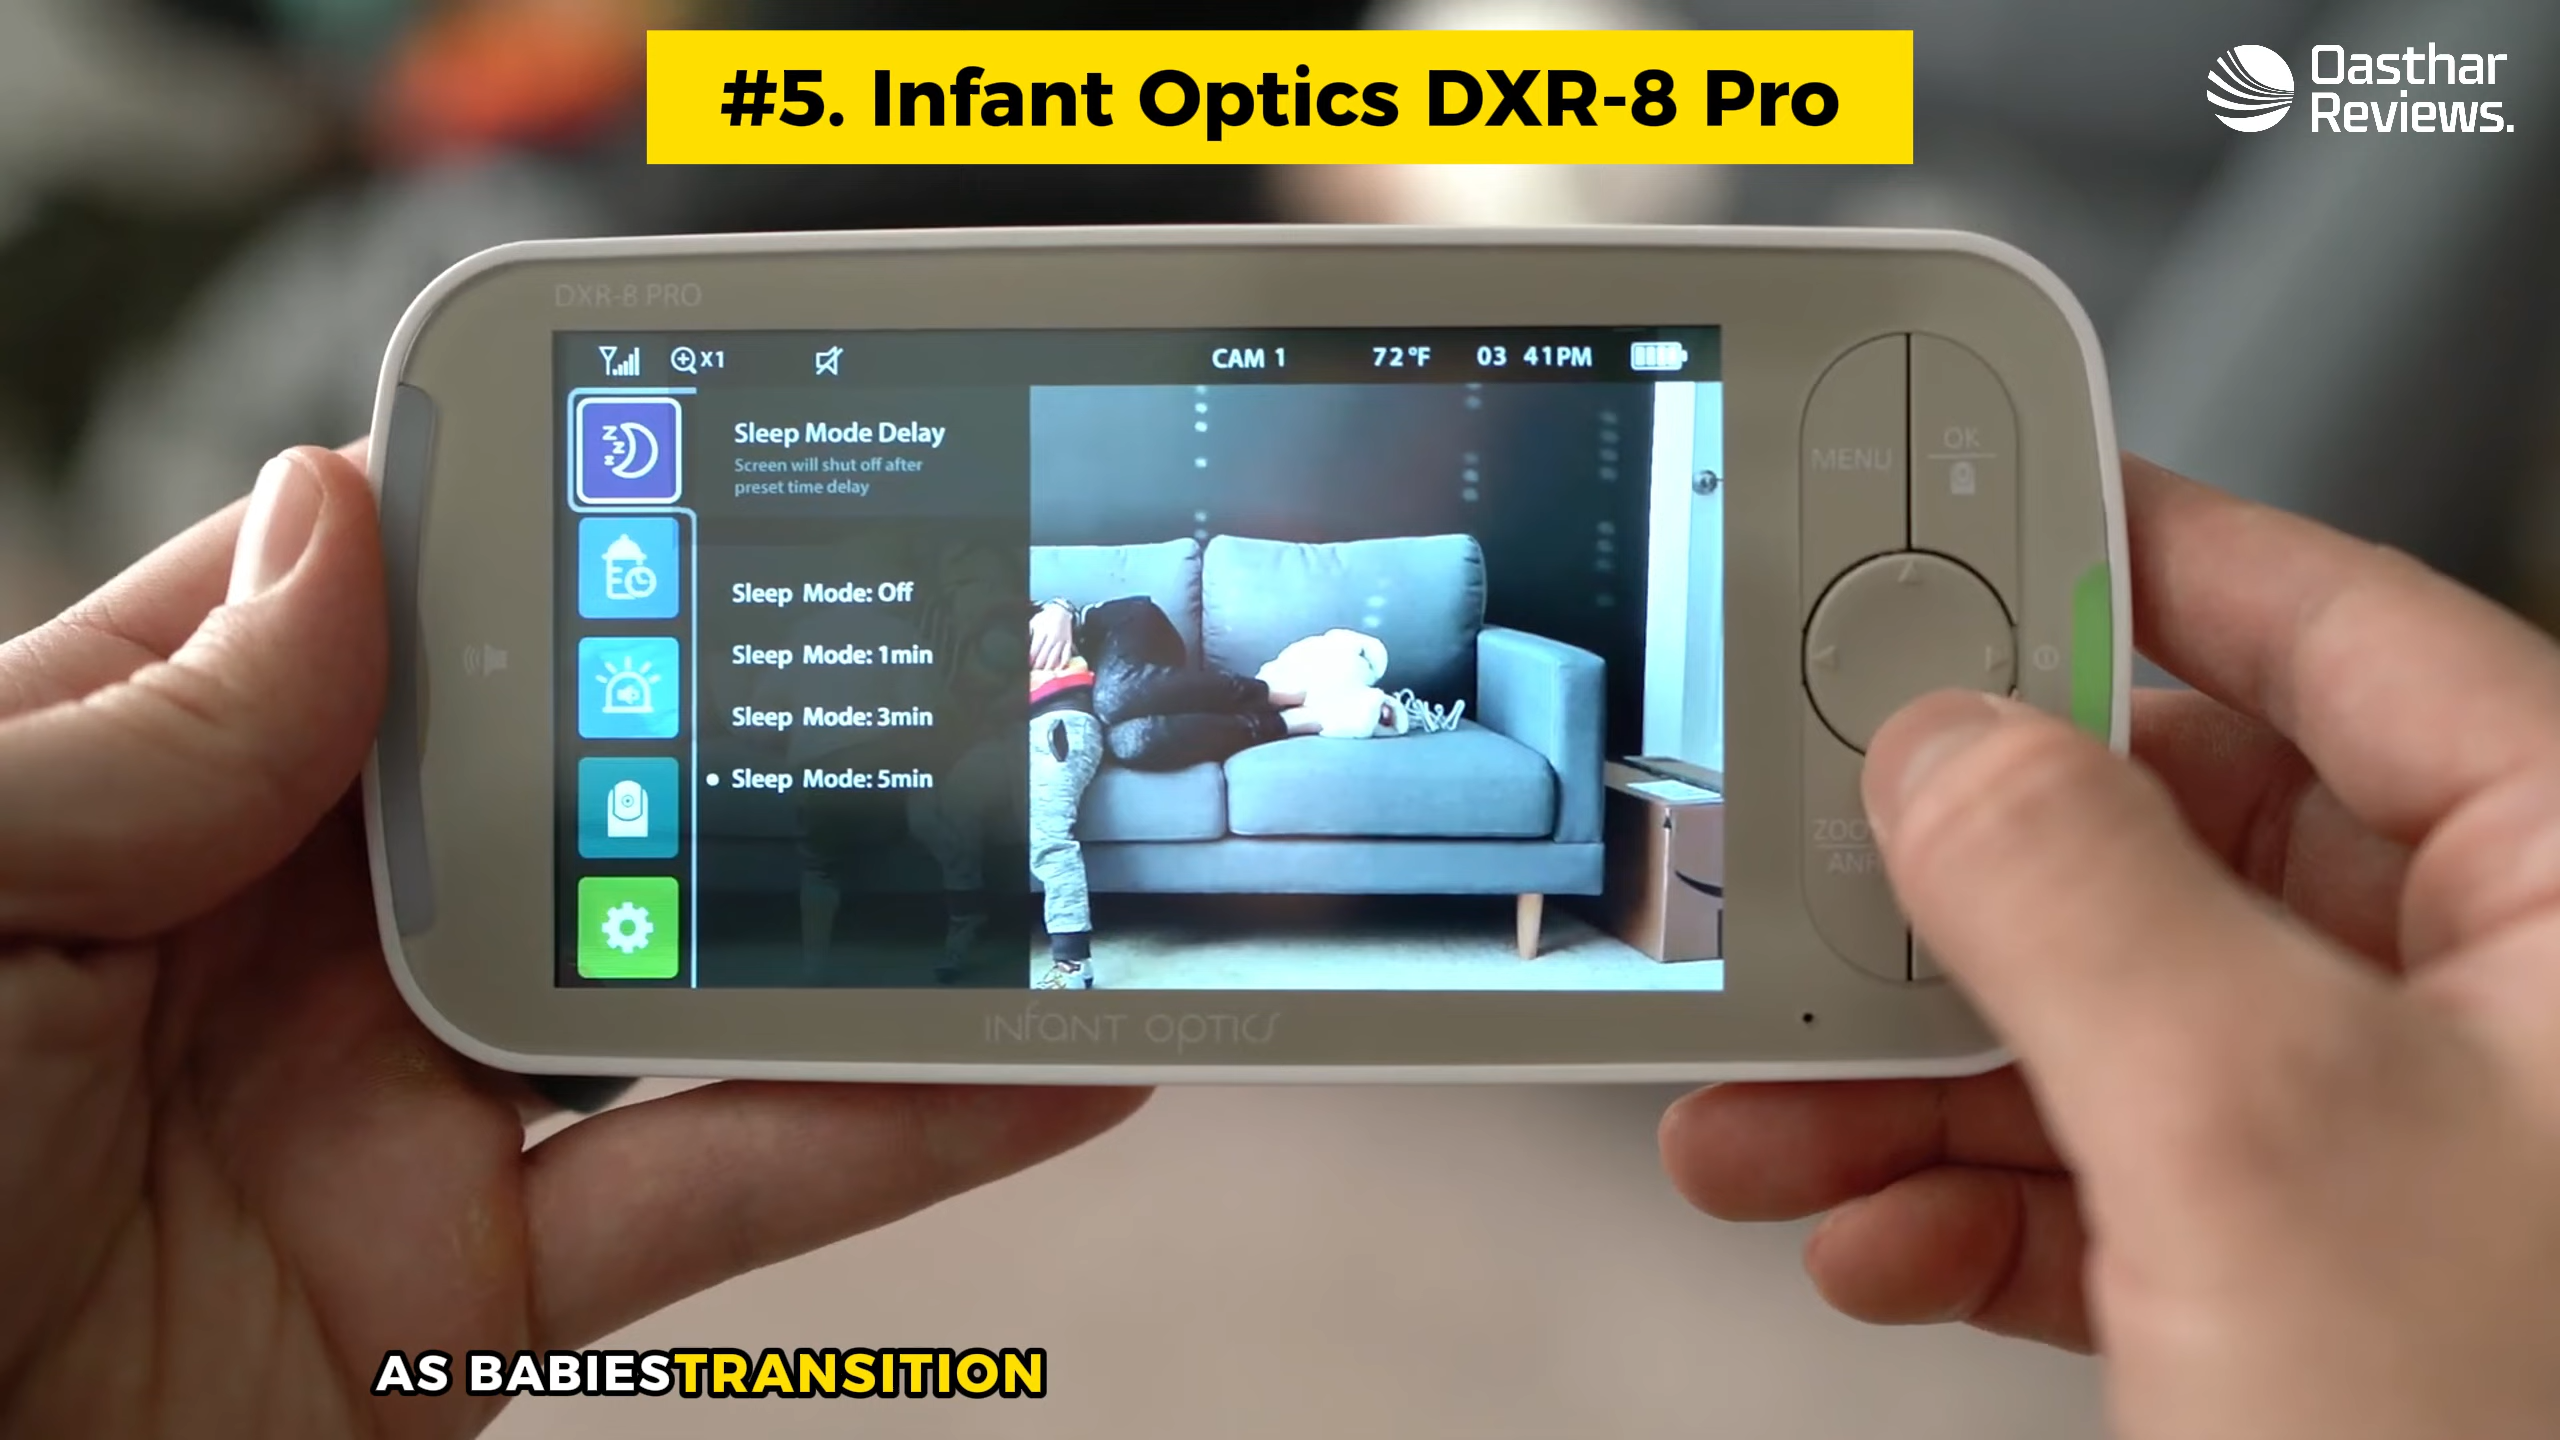 #5. Infant Optics DXR-8 Pro
Oasthar
Reviews.
DXR-8 PRO
X1
CAM 1
72°F
03 41PM
Sleep Mode Delay
Screen will shut off after
preset time delay
Sleep Mode: Off
Sleep Mode: 1min
Sleep Mode: 3min
Sleep Mode: 5min
MENU
OK
INFANT OPTICS
AS BABIES TRANSITION